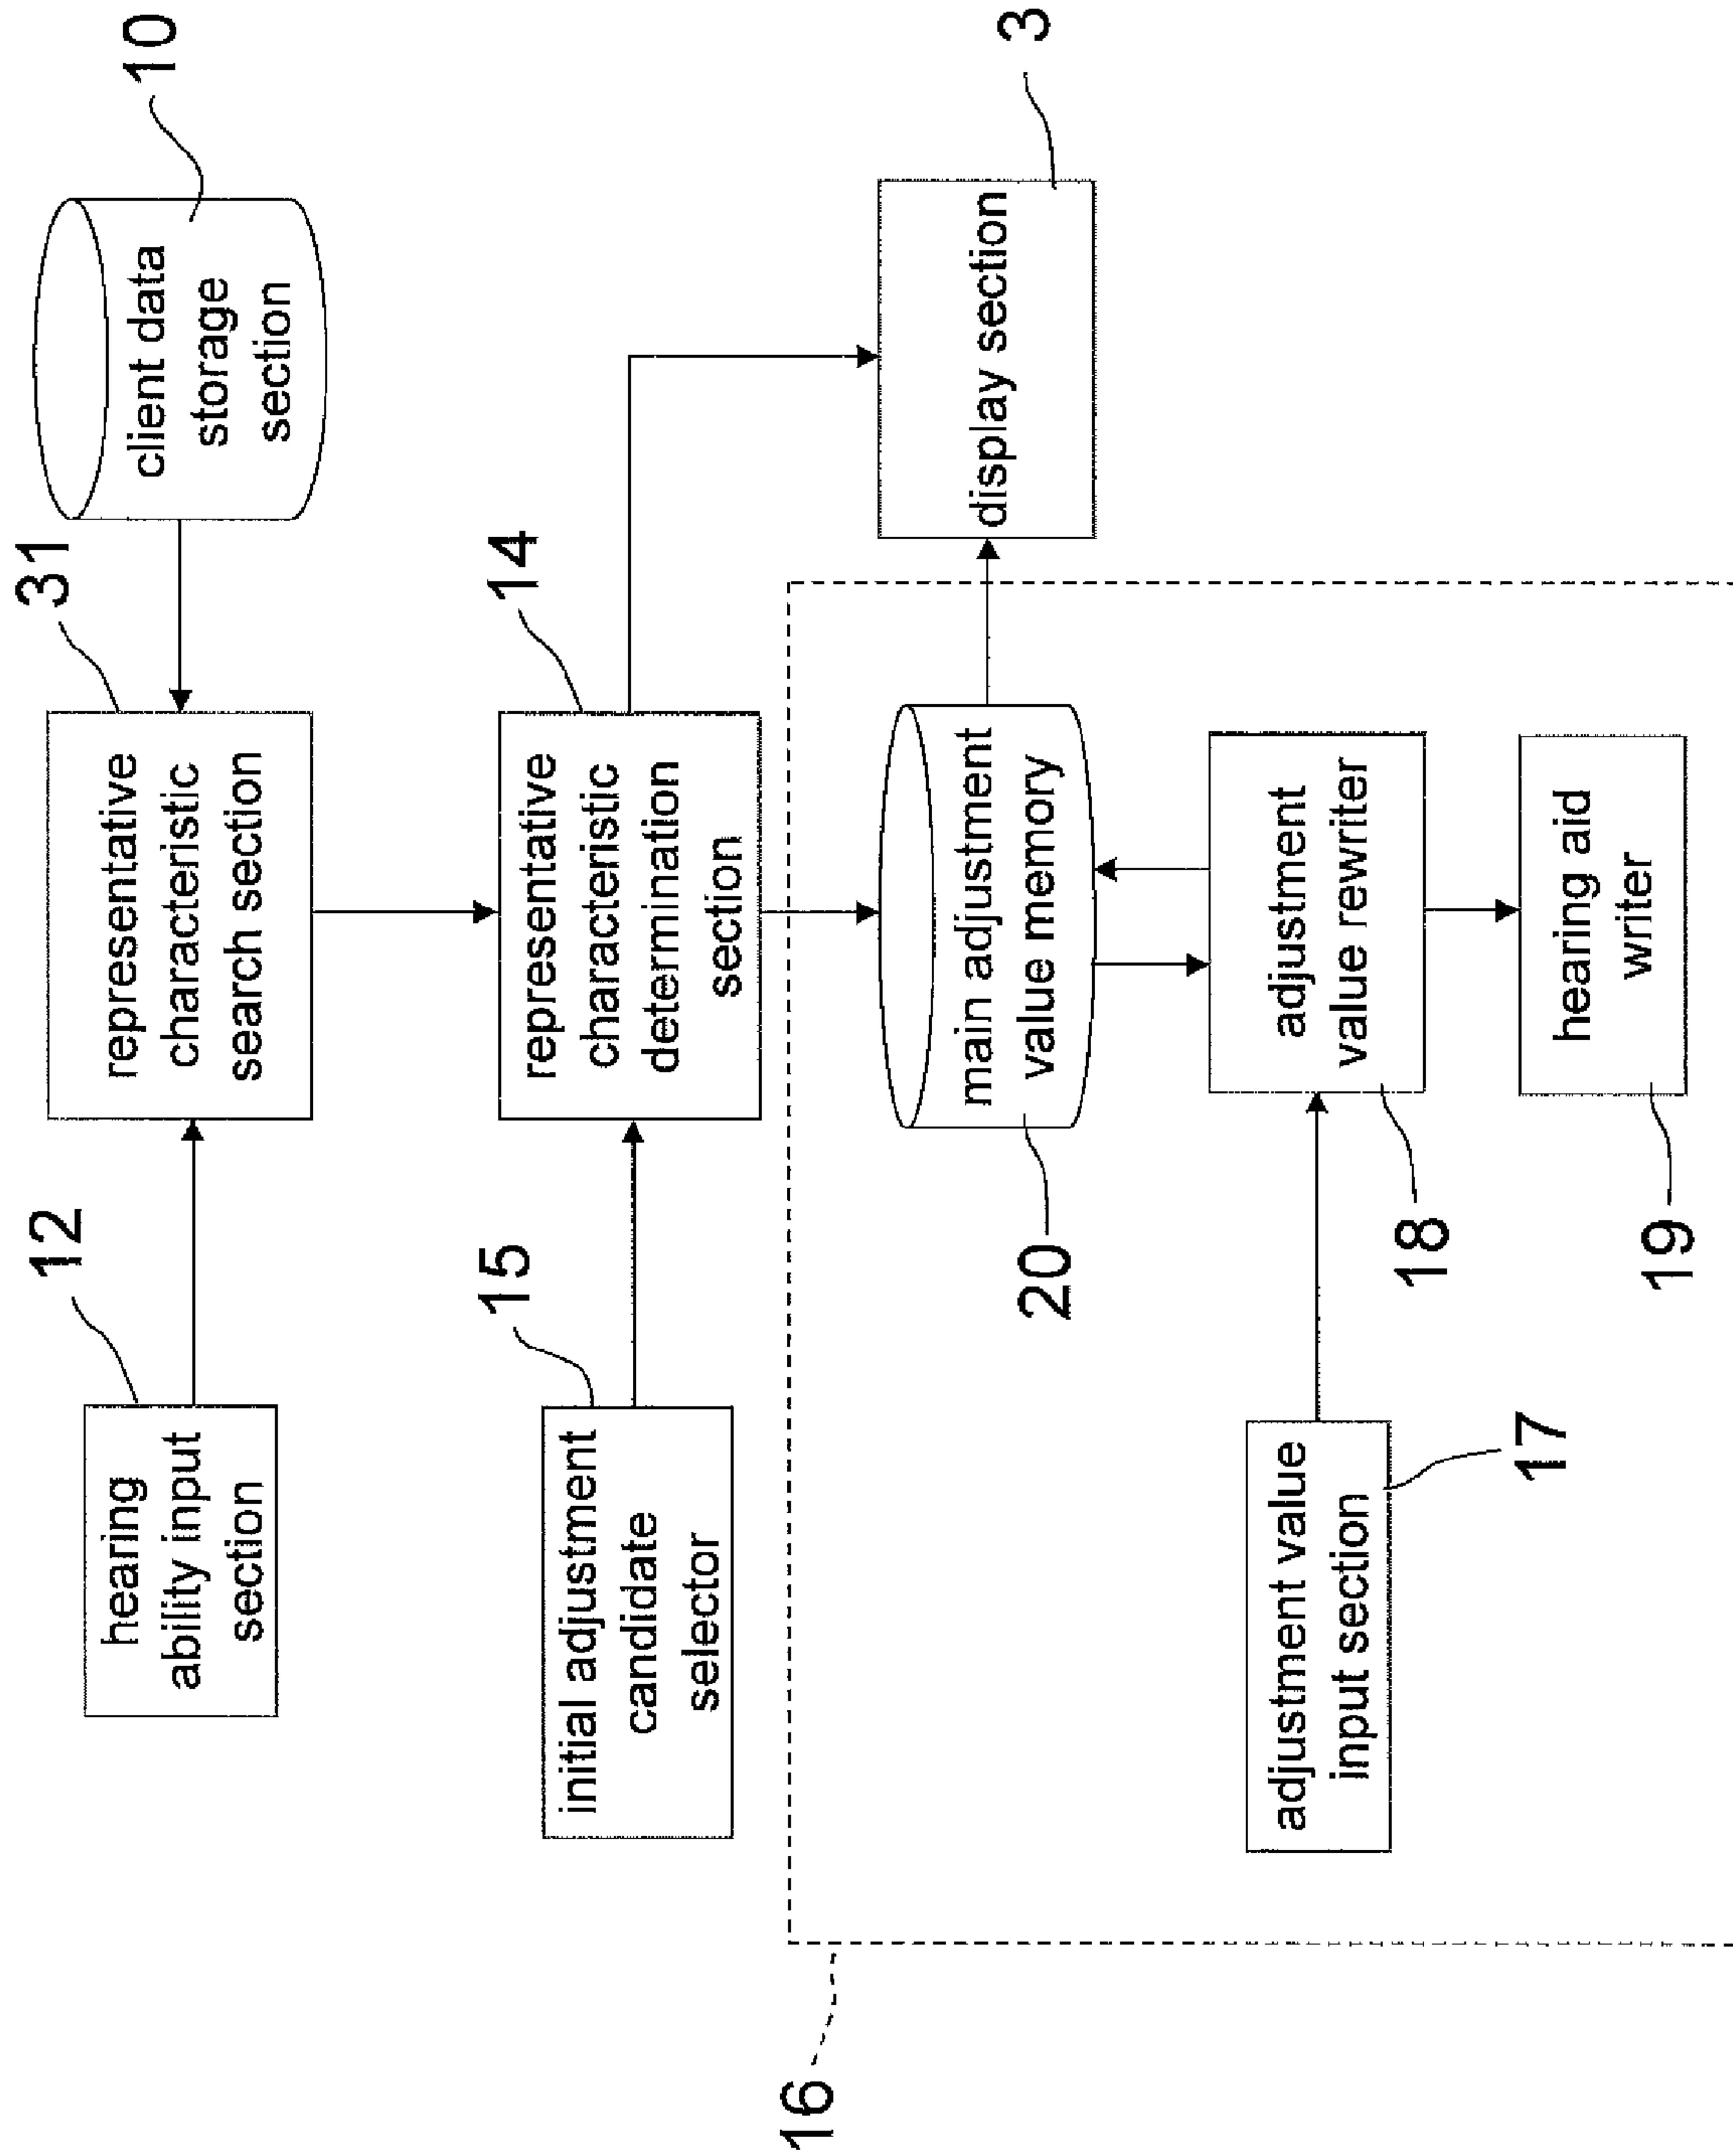 12
hearing
ability input
section
31
representative
characteristic
search section
10
client data
storage
section
15
initial adjustment
candidate
selector
14
representative
characteristic
determination
section
16
main adjustment
value memory
20
display section
3
adjustment value
input section
17
adjustment
value rewriter
18
hearing aid
writer
19